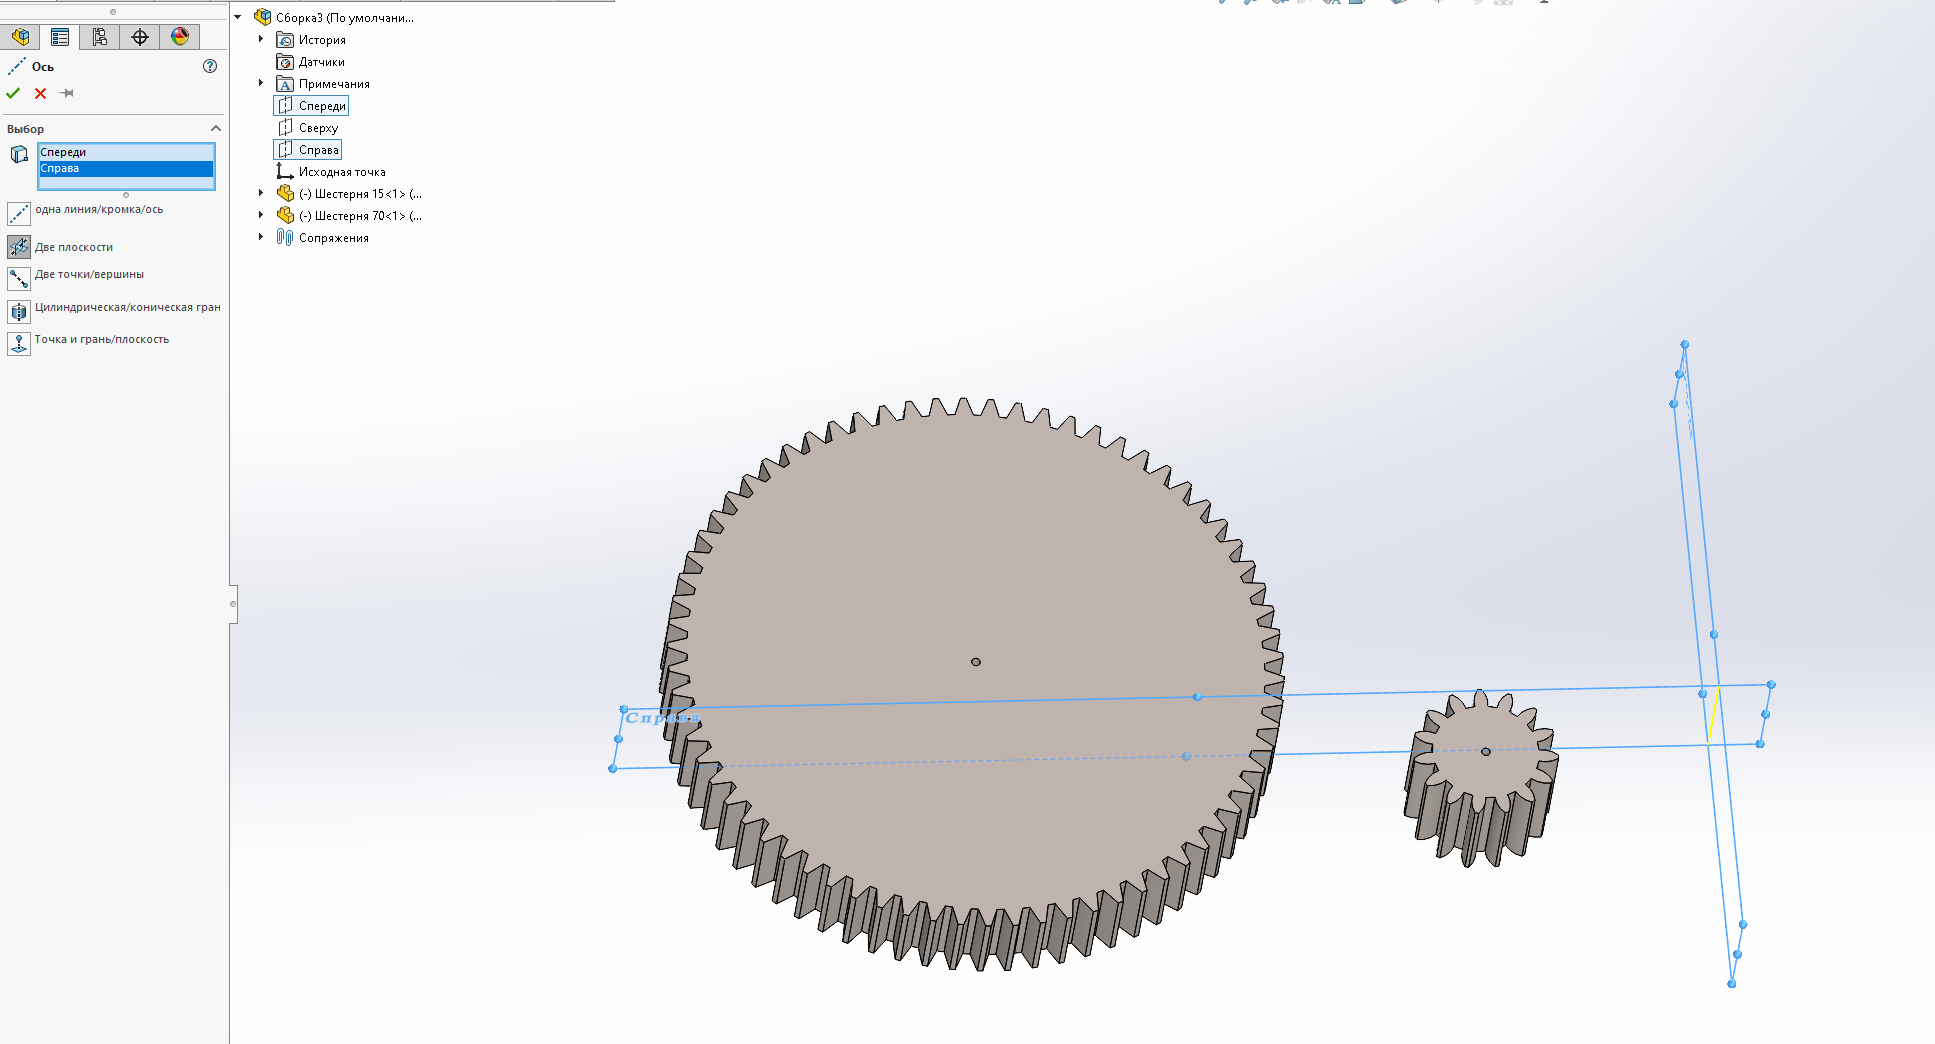 Ось
Выбор
Спереди
Справа
одна линия/кромка/ось
Две плоскости
Две точки/вершины
Цилиндрическая/коническая гран
Точка и грань/плоскость
Сборка3 (По умолчани...
История
Датчики
Примечания
Спереди
Сверху
Справа
Исходная точка
(-) Шестерня 15<1> (...
(-) Шестерня 70<1> (...
Сопряжения
Справа